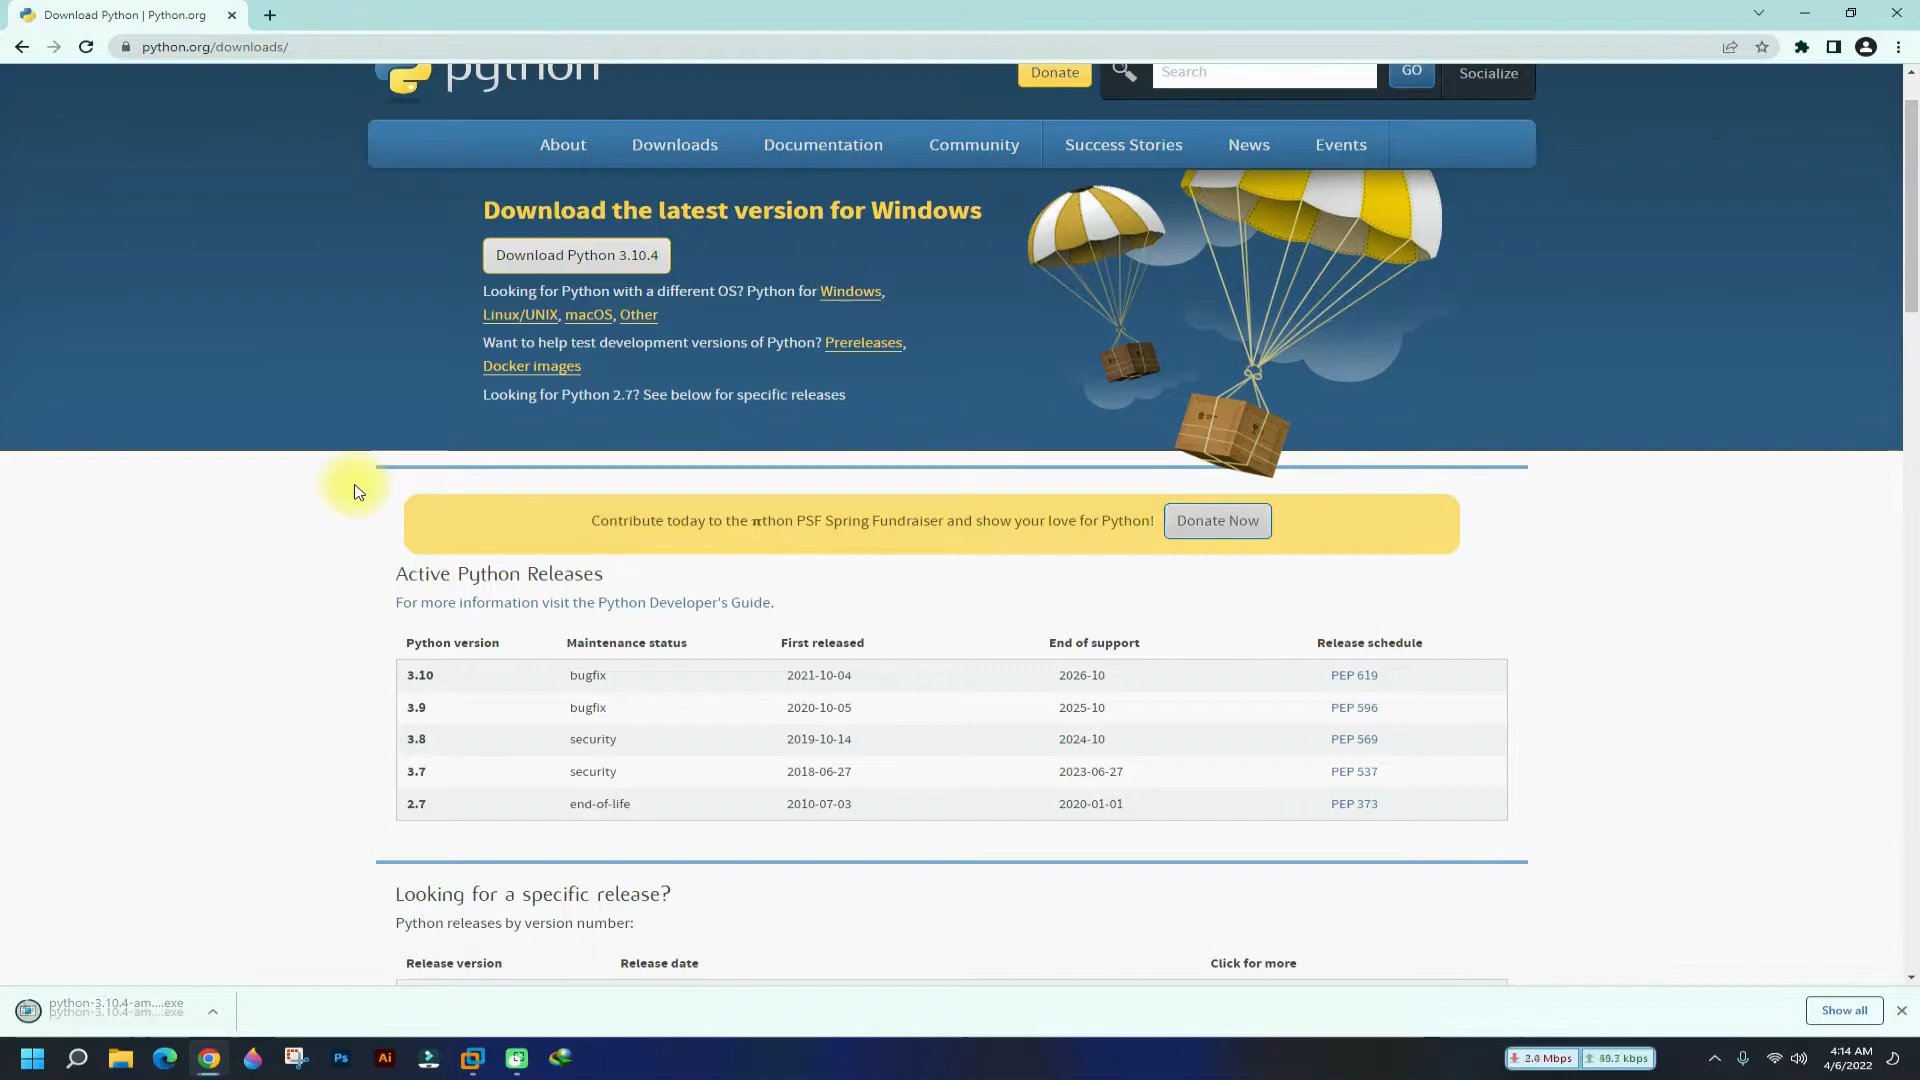 Download Python | Python.org
python.org/downloads/
python
Donate
Search
GO
Socialize
About Downloads Documentation Community Success Stories News Events
Download the latest version for Windows
Download Python 3.10.4
Looking for Python with a different OS? Python for Windows,
Linux/UNIX, macOS, Other
Want to help test development versions of Python? Prereleases,
Docker images
Looking for Python 2.7? See below for specific releases
Contribute today to the πthon PSF Spring Fundraiser and show your love for Python! Donate Now
Active Python Releases
For more information visit the Python Developer's Guide.
Python version Maintenance status First released End of support Release schedule
3.10 bugfix 2021-10-04 2026-10 PEP 619
3.9 bugfix 2020-10-05 2025-10 PEP 596
3.8 security 2019-10-14 2024-10 PEP 569
3.7 security 2018-06-27 2023-06-27 PEP 537
2.7 end-of-life 2010-07-03 2020-01-01 PEP 373
Looking for a specific release?
Python releases by version number:
Release version Release date Click for more
python-3.10.4-am....exe
python-3.10.4-am....exe
Show all
Ps
Ai
4:14 AM
4/6/2022